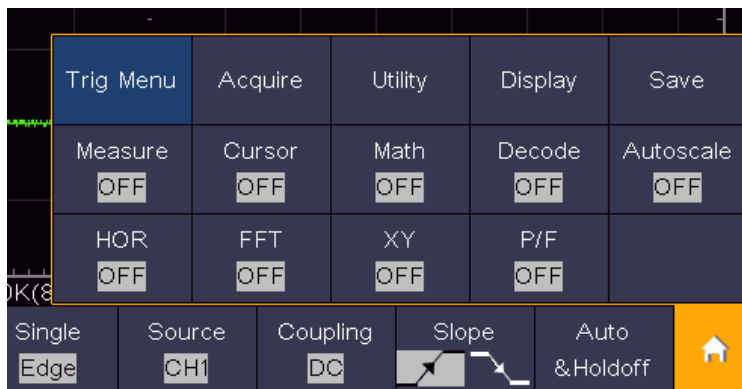 Trig Menu Acquire Utility Display Save
Measure Cursor Math Decode Autoscale
OFF OFF OFF OFF OFF
HOR FFT XY P/F
OFF OFF OFF OFF
K(8
Single Source Coupling Slope Auto
Edge CH1 DC &Holdoff